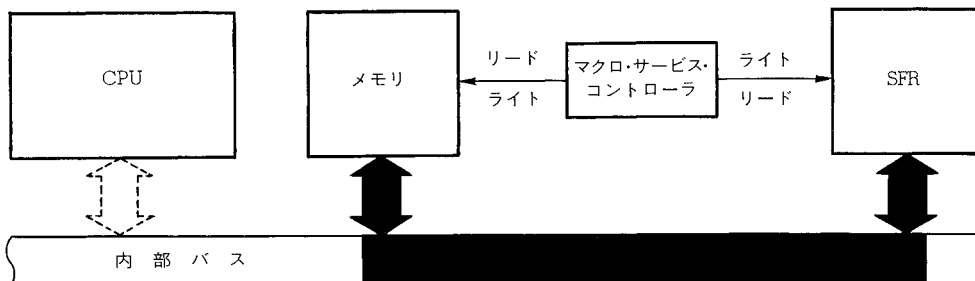 CPU
メモリ
リード
ライト
マクロ・サービス・
コントローラ
ライト
リード
SFR
内部バス